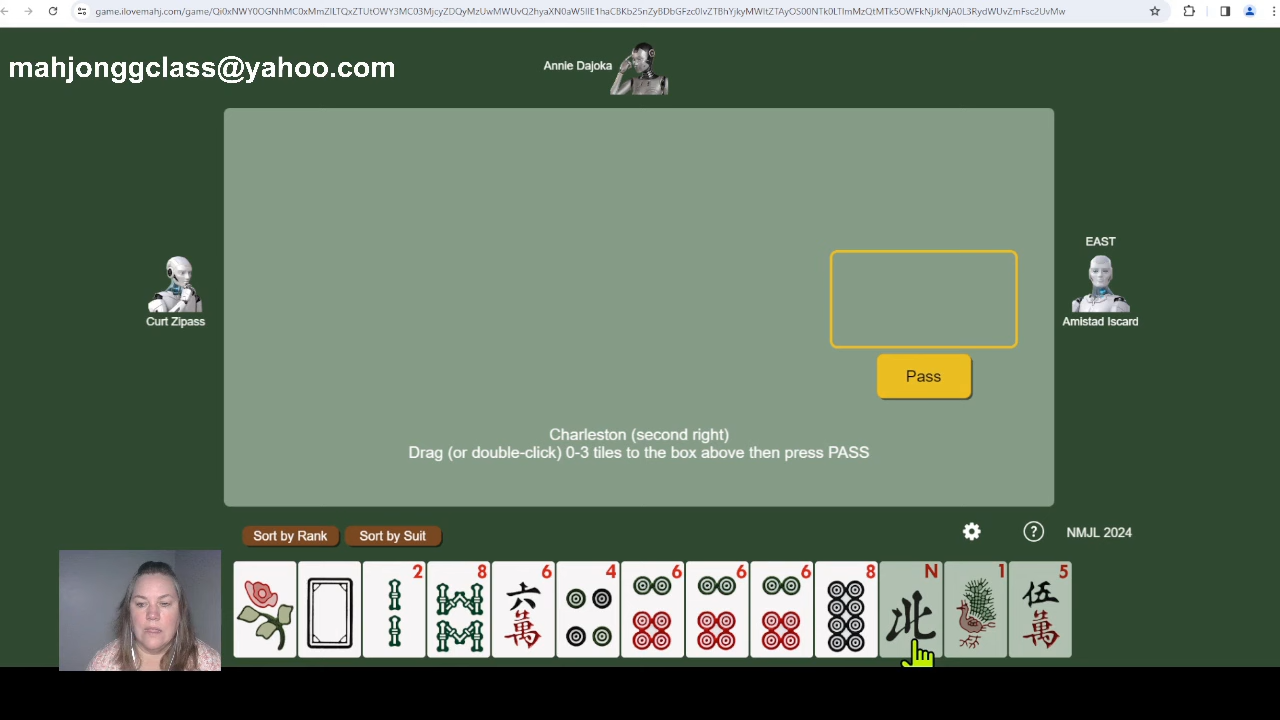 mahjonggclass@yahoo.com
Annie Dajoka
EAST
Curt Zipass
Amistad Iscard
Pass
Charleston (second right)
Drag (or double-click) 0-3 tiles to the box above then press PASS
Sort by Rank
Sort by Suit
?
NMJL 2024
2 8 6 4 6 6 6 8 N 1 5
六萬 北 伍萬